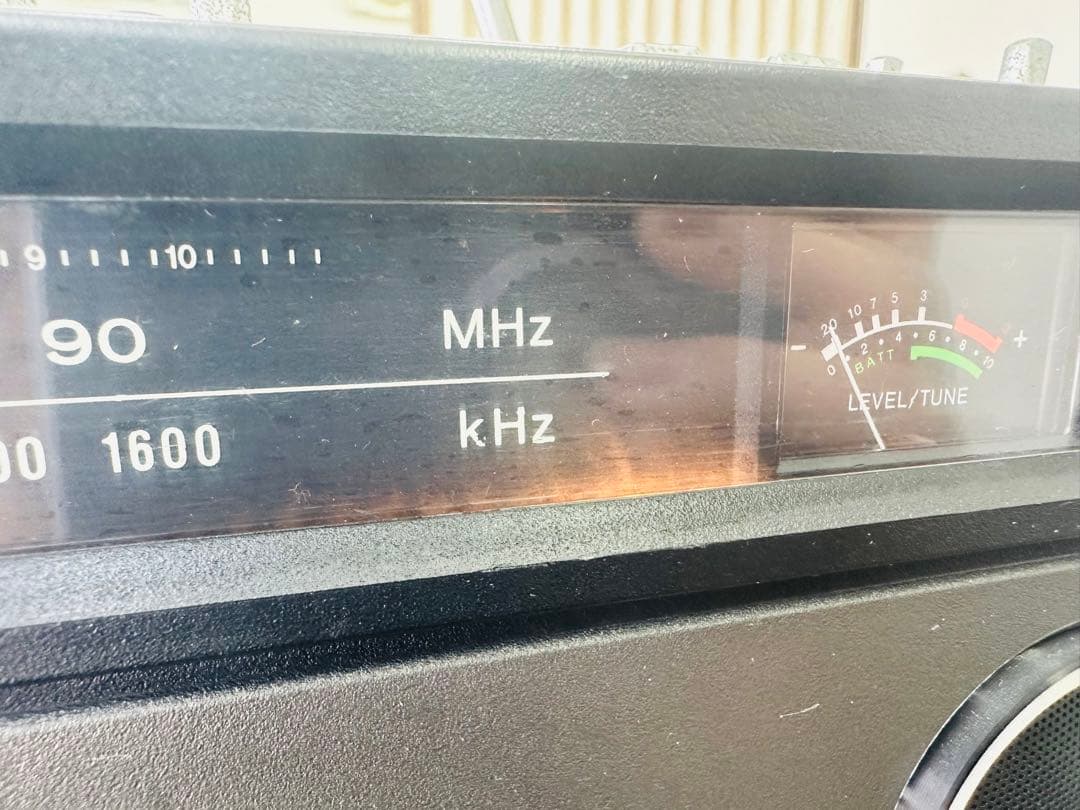 9 10
90 MHz
1600 kHz
20 10 7 5 3
- +
0 2 4 6 8 10
BATT
LEVEL/TUNE